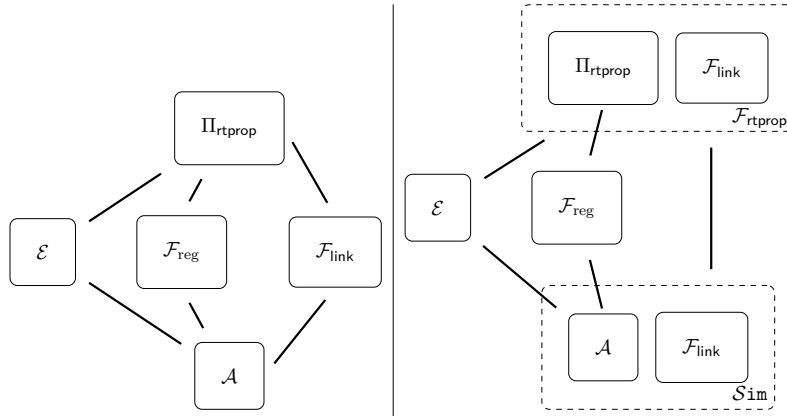 Π_rtprop
ℰ
ℱ_reg
ℱ_link
𝒜
Π_rtprop
ℱ_link
ℱ_rtprop
ℰ
ℱ_reg
𝒜
ℱ_link
𝒮im